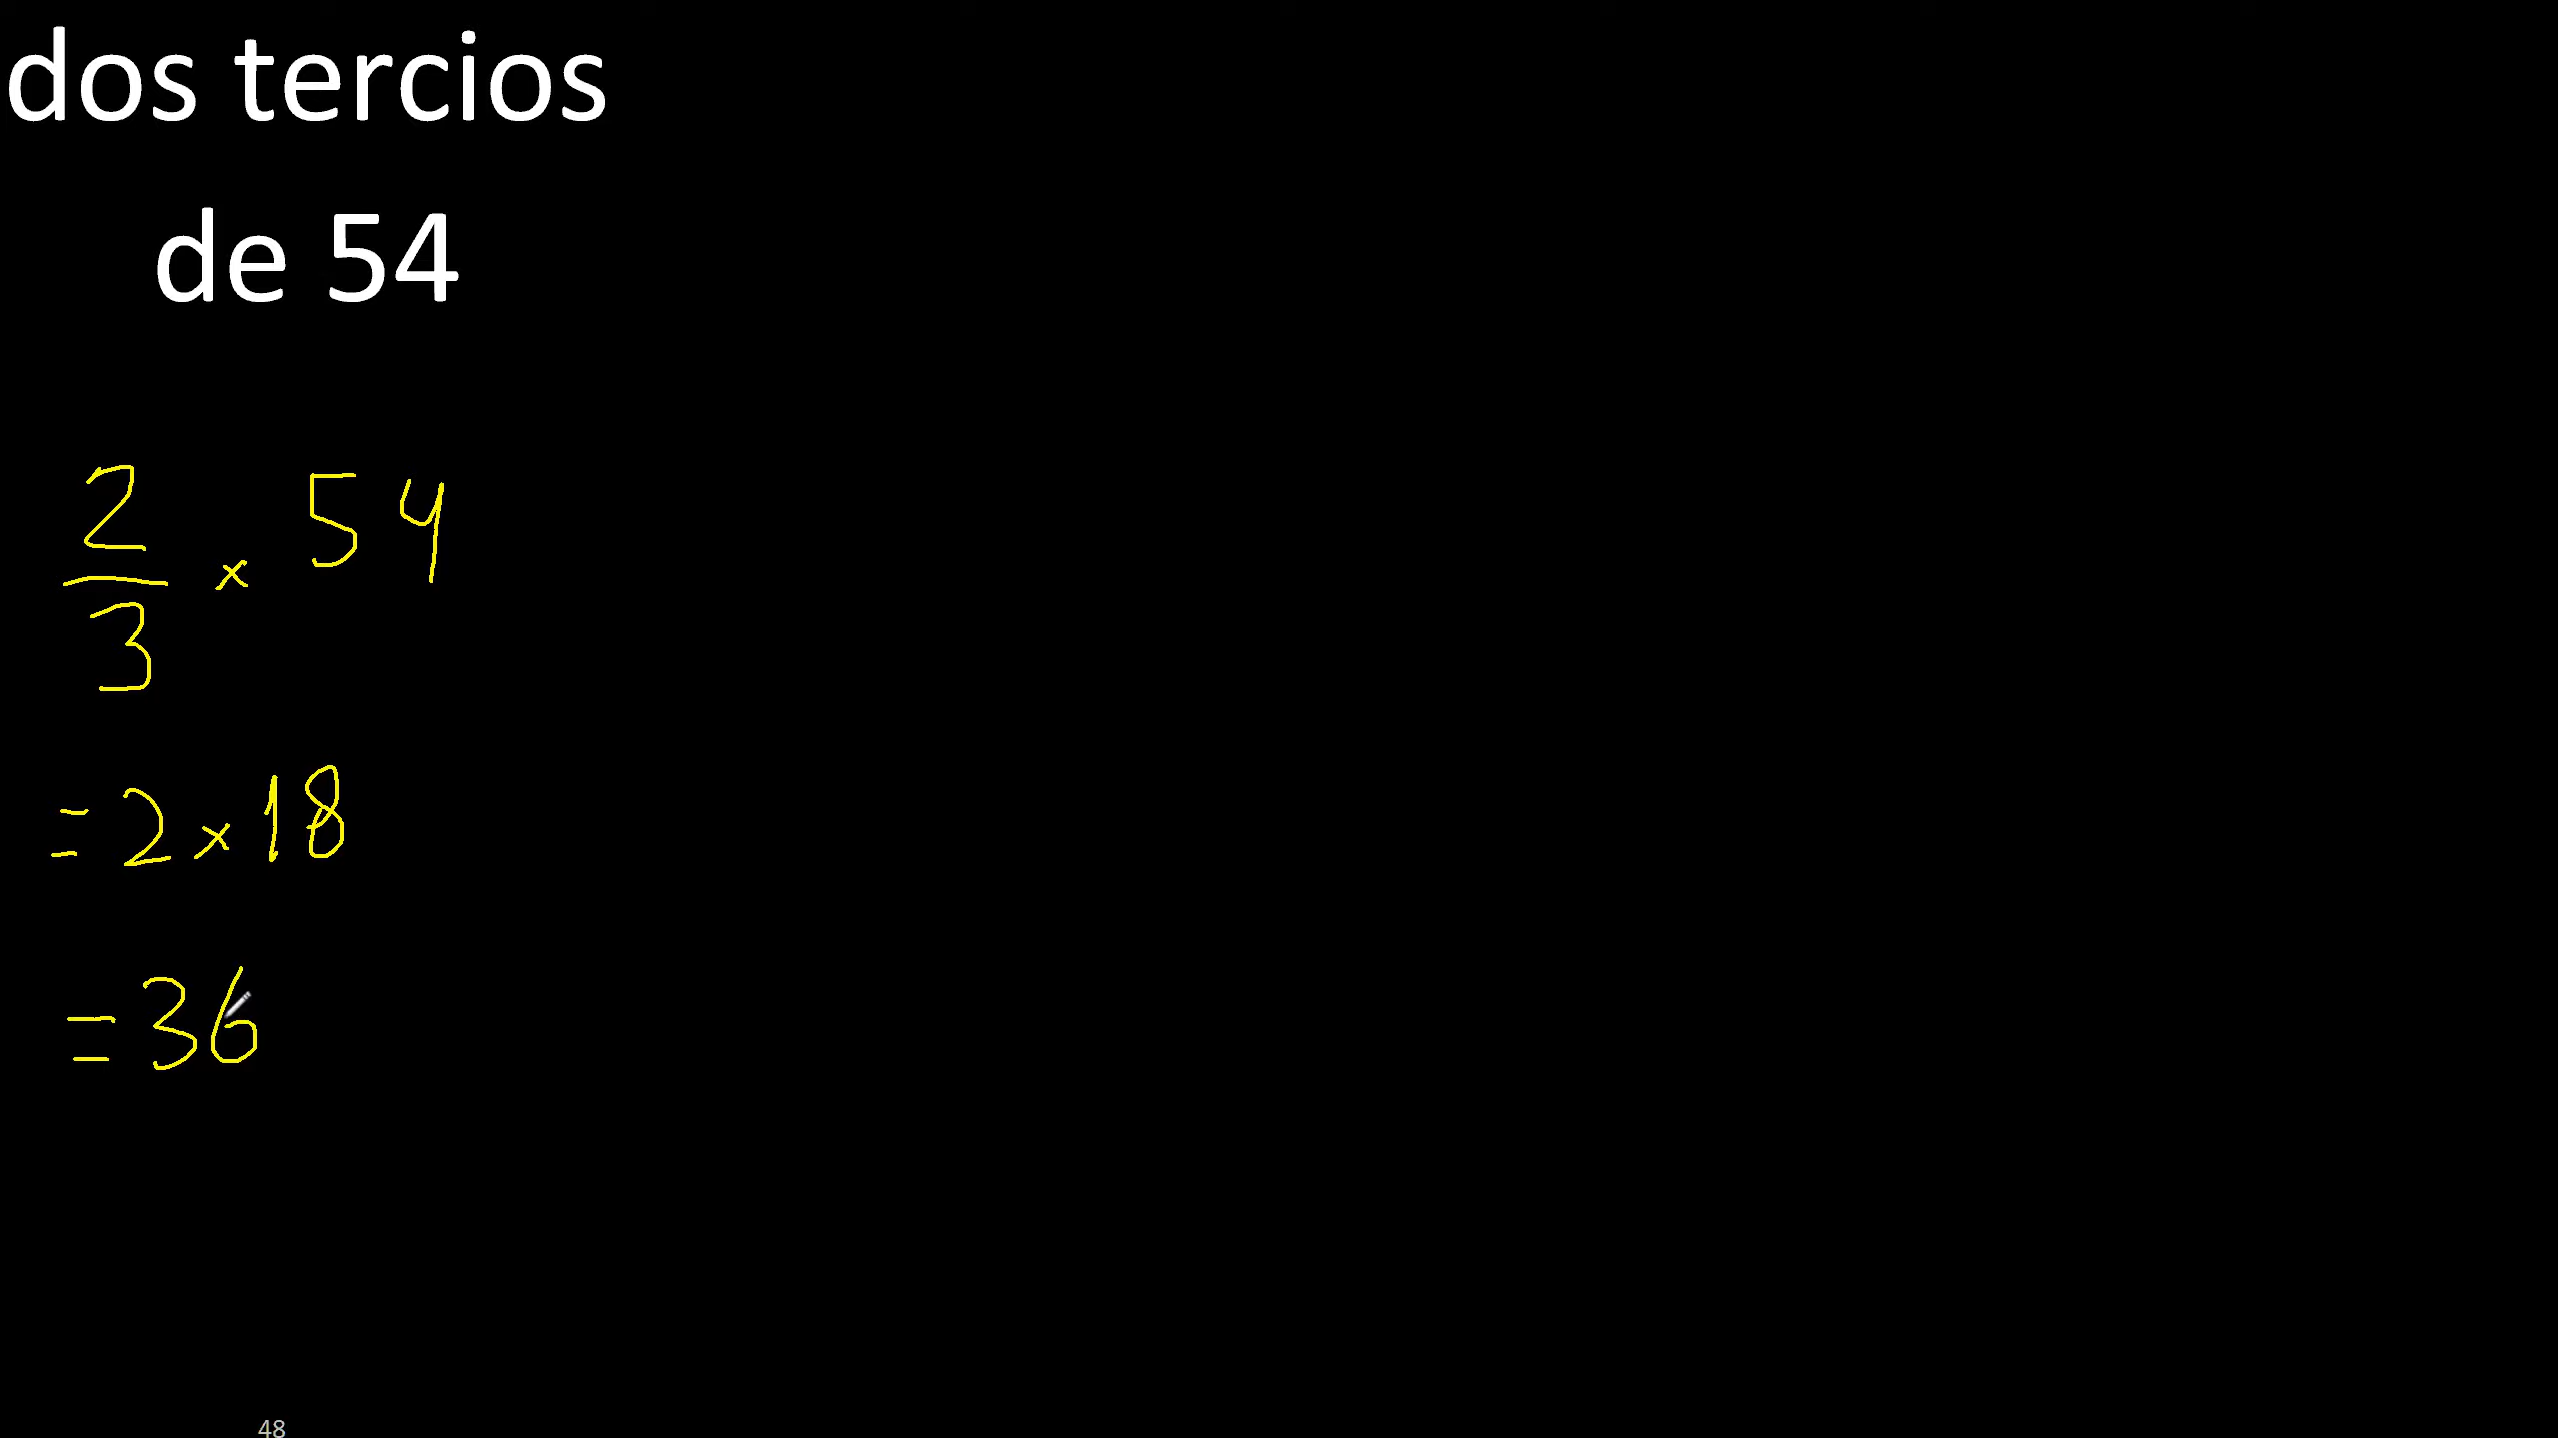 dos tercios
de 54
2
3
× 54
= 2 × 18
= 36
48